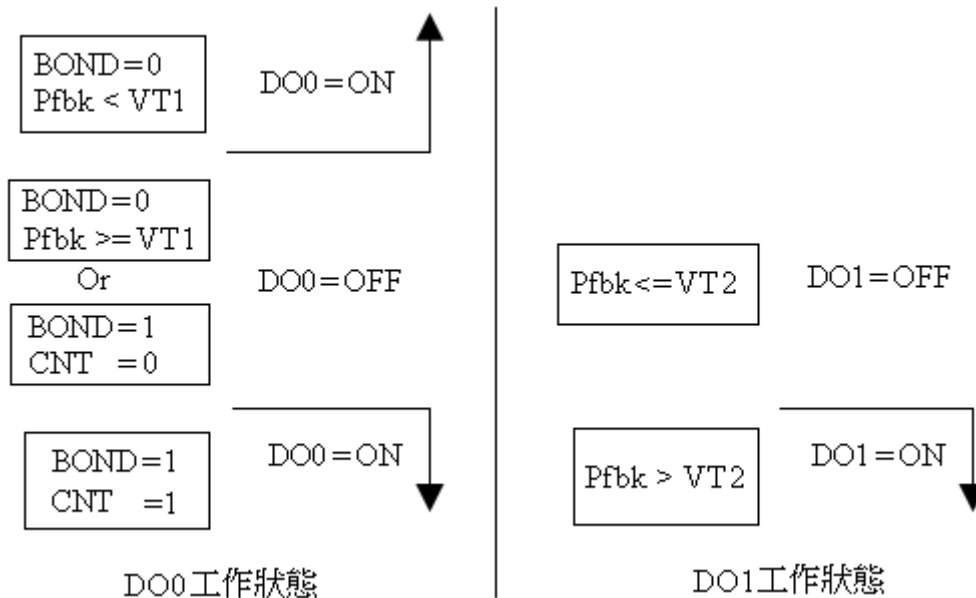 BOND=0
Pfbk < VT1
DO0=ON
BOND=0
Pfbk >= VT1
Or
BOND=1
CNT =0
DO0=OFF
BOND=1
CNT =1
DO0=ON
DO0工作狀態
Pfbk<=VT2
DO1=OFF
Pfbk > VT2
DO1=ON
DO1工作狀態